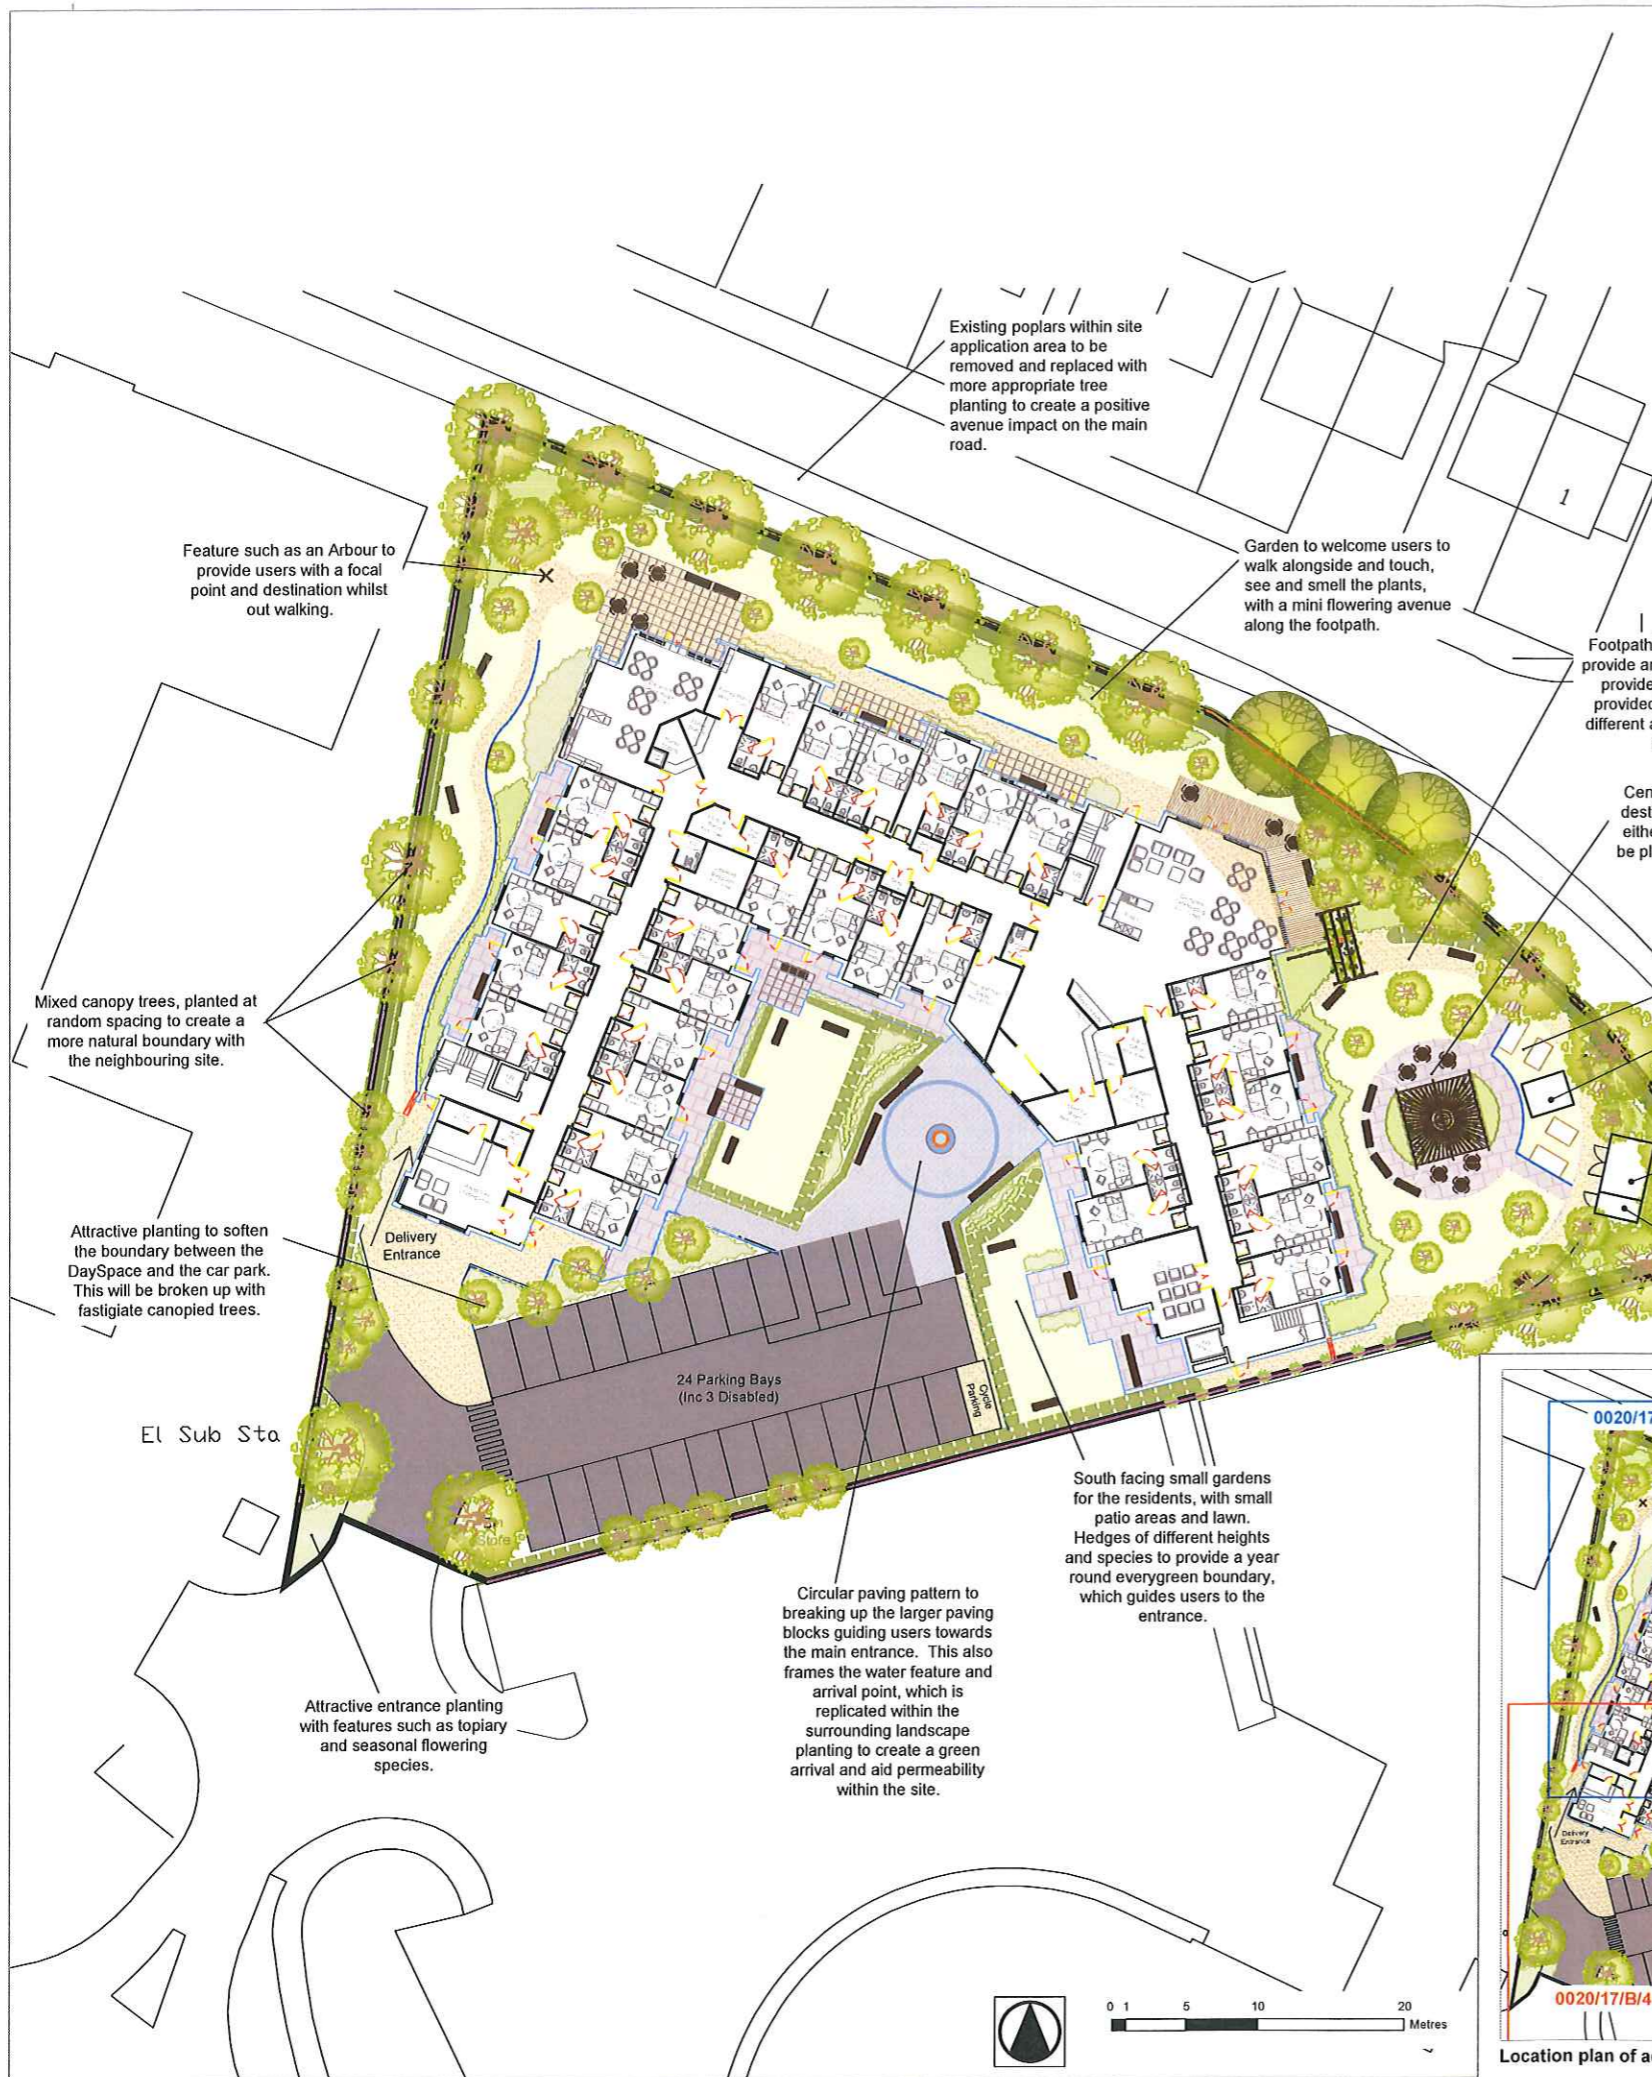 Existing poplars within site
application area to be
removed and replaced with
more appropriate tree
planting to create a positive
avenue impact on the main
road.
1
Feature such as an Arbour to
provide users with a focal
point and destination whilst
out walking.
Garden to welcome users to
walk alongside and touch,
see and smell the plants,
with a mini flowering avenue
along the footpath.
Footpath
provide
provide
provided
different
be
Mixed canopy trees, planted at
random spacing to create a
more natural boundary with
the neighbouring site.
Attractive planting to soften
the boundary between the
DaySpace and the car park.
This will be broken up with
fastigiate canopied trees.
Delivery
Entrance
24 Parking Bays
(Inc 3 Disabled)
Cycle
Parking
El Sub Sta
Store
South facing small gardens
for the residents, with small
patio areas and lawn.
Hedges of different heights
and species to provide a year
round everygreen boundary,
which guides users to the
entrance.
Circular paving pattern to
breaking up the larger paving
blocks guiding users towards
the main entrance. This also
frames the water feature and
arrival point, which is
replicated within the
surrounding landscape
planting to create a green
arrival and aid permeability
within the site.
Attractive entrance planting
with features such as topiary
and seasonal flowering
species.
0020/17
Delivery
Entrance
0020/17/B/4
0 1 5 10 20
Metres
Location plan of